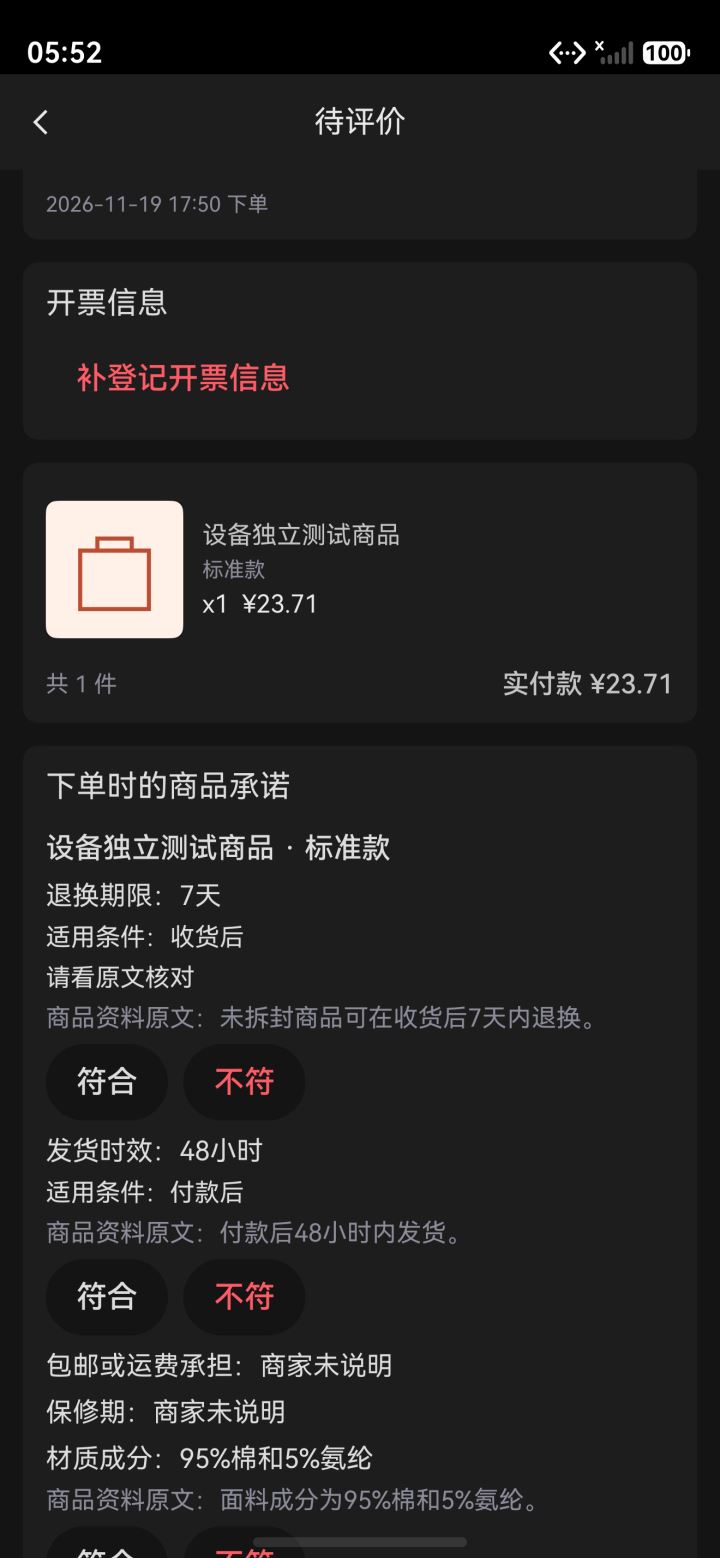 05:52
100
待评价
2026-11-19 17:50 下单
开票信息
补登记开票信息
设备独立测试商品
标准款
x1 ¥23.71
共 1 件
实付款 ¥23.71
下单时的商品承诺
设备独立测试商品 · 标准款
退换期限：7天
适用条件：收货后
请看原文核对
商品资料原文：未拆封商品可在收货后7天内退换。
符合
不符
发货时效：48小时
适用条件：付款后
商品资料原文：付款后48小时内发货。
符合
不符
包邮或运费承担：商家未说明
保修期：商家未说明
材质成分：95%棉和5%氨纶
商品资料原文：面料成分为95%棉和5%氨纶。
符合
不符